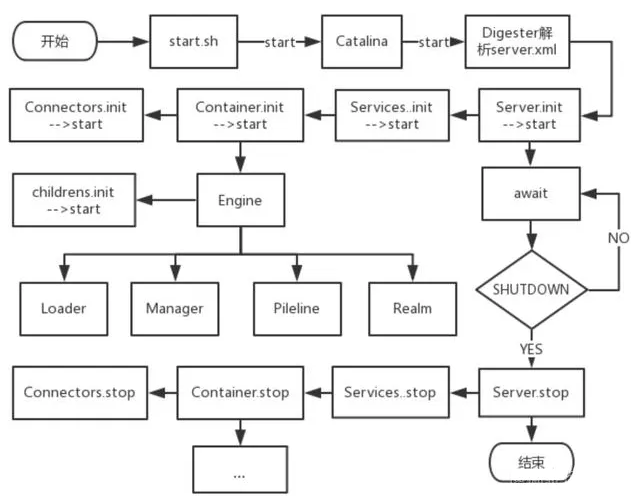 开始
start.sh
start
Catalina
start
Digester解
析server.xml
Connectors.init
-->start
Container.init
-->start
Services..init
-->start
Server.init
-->start
childrens.init
-->start
Engine
await
NO
Loader
Manager
Pileline
Realm
SHUTDOWN
YES
Connectors.stop
Container.stop
Services..stop
Server.stop
...
结束